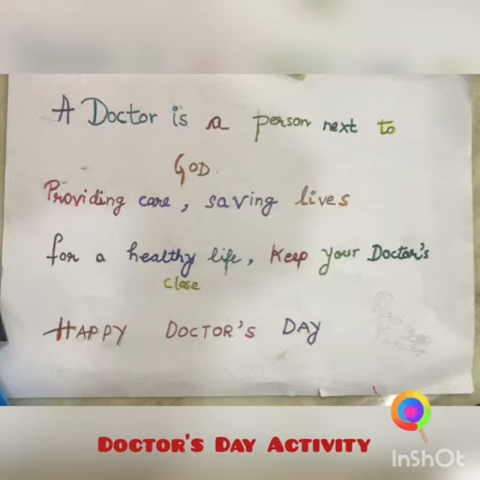 A Doctor is a person next to
GOD.
Providing care, saving lives
for a healthy life, Keep your Doctor's
close
HAPPY DOCTOR'S DAY
DOCTOR'S DAY ACTIVITY
InShOt